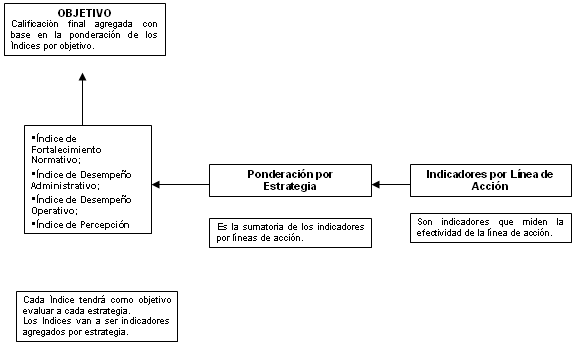 OBJETIVO
Calificación final agregada con
base en la ponderación de los
Índices por objetivo.
•Índice de
Fortalecimiento
Normativo;
•Índice de Desempeño
Administrativo;
•Índice de Desempeño
Operativo;
•Índice de Percepción
Ponderación por
Estrategia
Indicadores por Línea de
Acción
Es la sumatoria de los indicadores
por líneas de acción.
Son indicadores que miden la
efectividad de la línea de acción.
Cada Índice tendrá como objetivo
evaluar a cada estrategia.
Los Índices van a ser indicadores
agregados por estrategia.